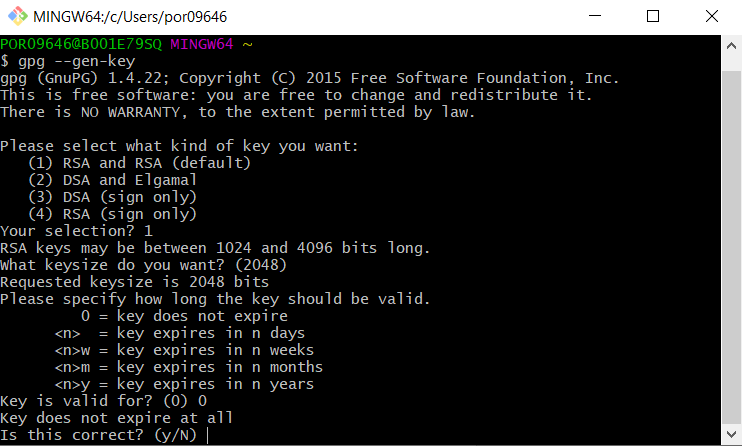 MINGW64:/c/Users/por09646
POR09646@B001E79SQ MINGW64 ~
$ gpg --gen-key
gpg (GnuPG) 1.4.22; Copyright (C) 2015 Free Software Foundation, Inc.
This is free software: you are free to change and redistribute it.
There is NO WARRANTY, to the extent permitted by law.

Please select what kind of key you want:
   (1) RSA and RSA (default)
   (2) DSA and Elgamal
   (3) DSA (sign only)
   (4) RSA (sign only)
Your selection? 1
RSA keys may be between 1024 and 4096 bits long.
What keysize do you want? (2048)
Requested keysize is 2048 bits
Please specify how long the key should be valid.
         0 = key does not expire
      <n>  = key expires in n days
      <n>w = key expires in n weeks
      <n>m = key expires in n months
      <n>y = key expires in n years
Key is valid for? (0) 0
Key does not expire at all
Is this correct? (y/N)